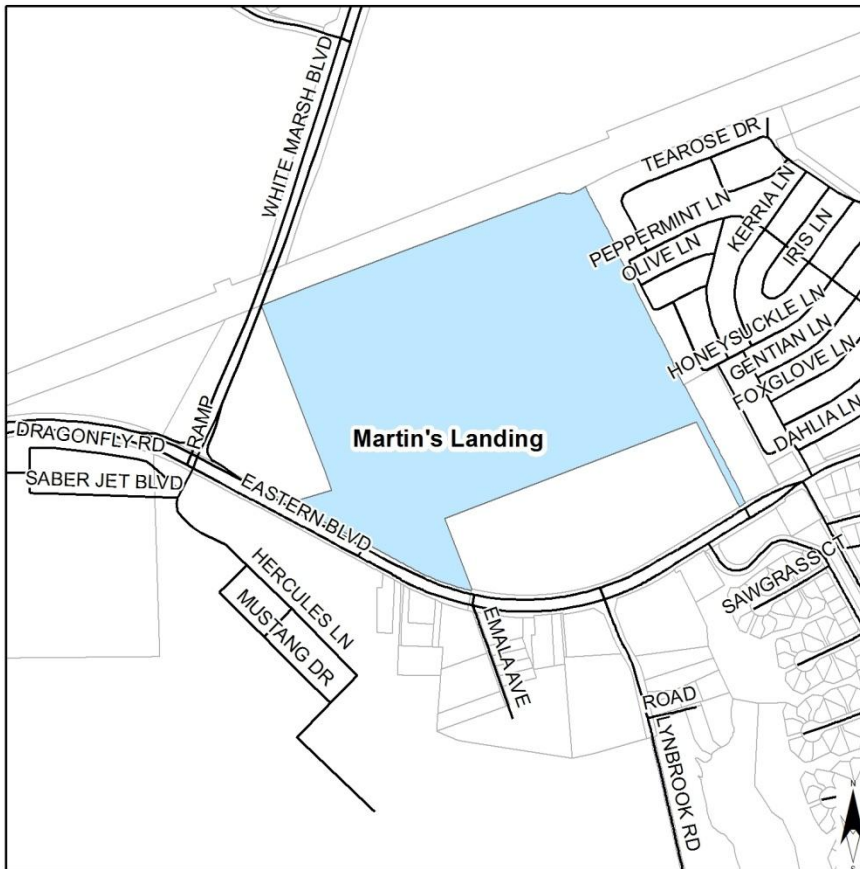 WHITE MARSH BLVD
TEAROSE DR
PEPPERMINT LN
KERRIA LN
IRIS LN
OLIVE LN
HONEYSUCKLE LN
GENTIAN LN
FOXGLOVE LN
RAMP
DAHLIA LN
DRAGONFLY RD
Martin's Landing
SABER JET BLVD
EASTERN BLVD
HERCULES LN
SAWGRASS CT
MUSTANG DR
EMALA AVE
ROAD
LYNBROOK RD
N
S